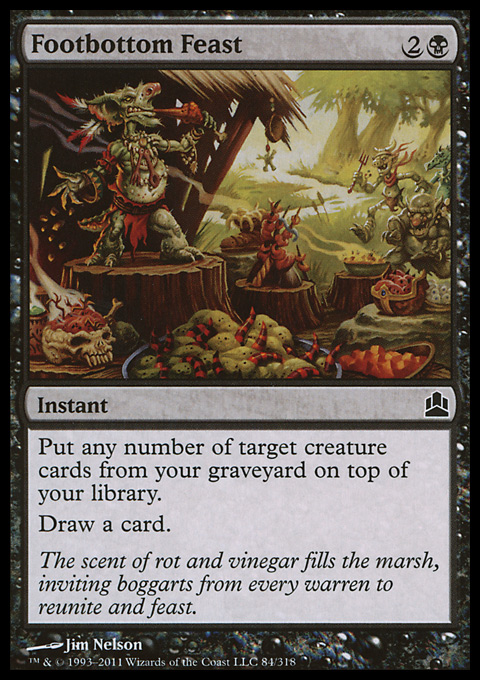 Footbottom Feast 2
Instant
Put any number of target creature
cards from your graveyard on top of
your library.
Draw a card.
The scent of rot and vinegar fills the marsh,
inviting boggarts from every warren to
reunite and feast.
Jim Nelson
™ & © 1993–2011 Wizards of the Coast LLC 84/318